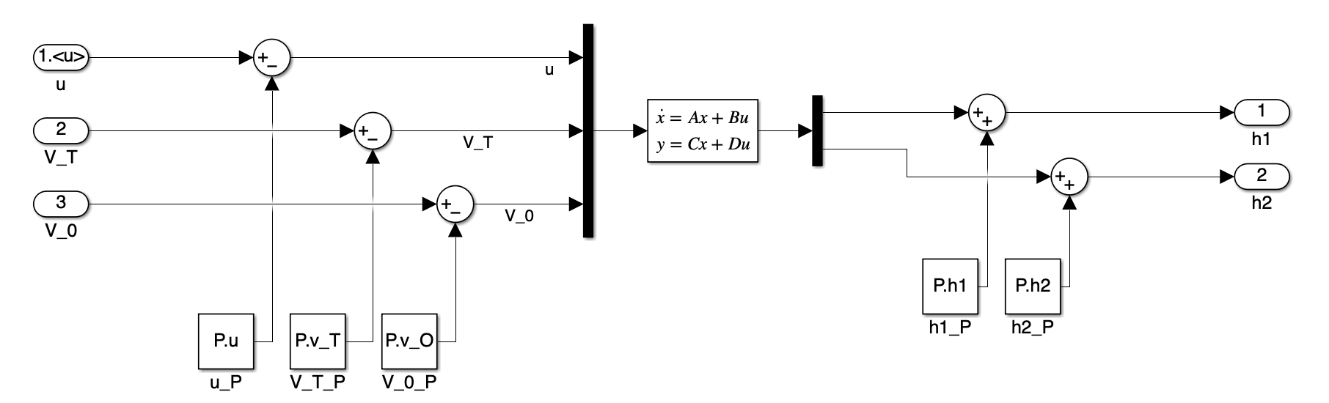 1.<u>
u
+
−
u
2
V_T
+
−
V_T
3
V_0
+
−
V_0
ẋ = Ax + Bu
y = Cx + Du
+
+
1
h1
+
+
2
h2
P.u
u_P
P.v_T
V_T_P
P.v_O
V_0_P
P.h1
h1_P
P.h2
h2_P